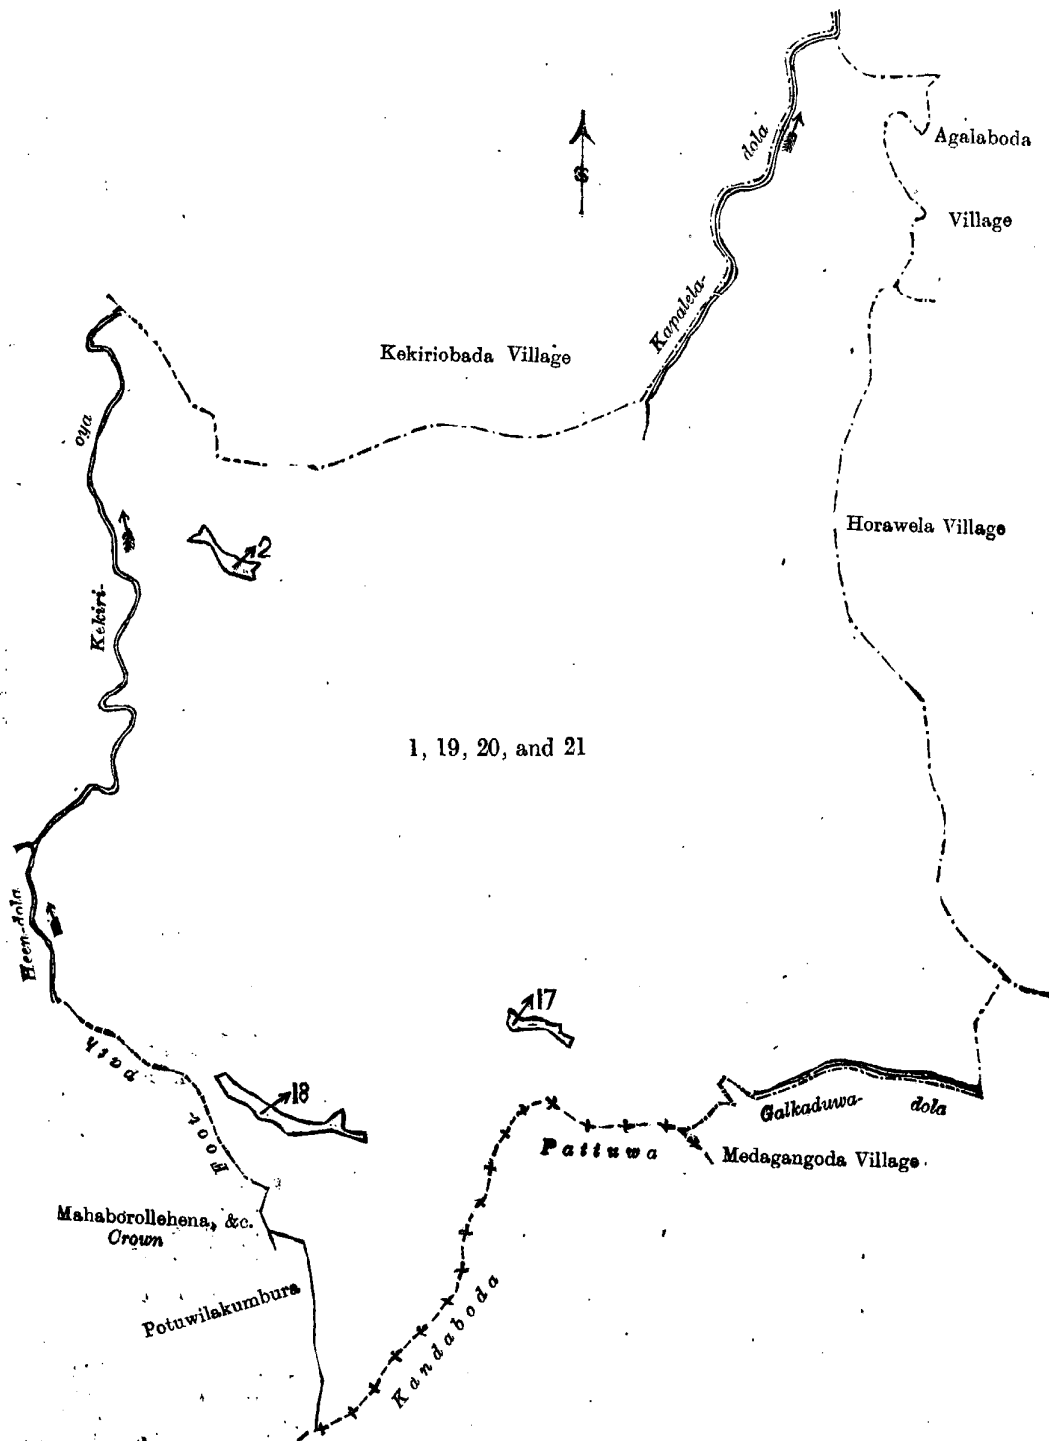 Agalaboda
Village
Kapalela-
dola
Kekiriobada Village
oya
Kekiri-
2
Horawela Village
1, 19, 20, and 21
Heen-dola
Foot-
path
17
18
Galkaduwa-
dola
Pattuwa
Medagangoda Village.
Mahaborollehena, &c.
Crown
Potuwilakumbura
Kandaboda